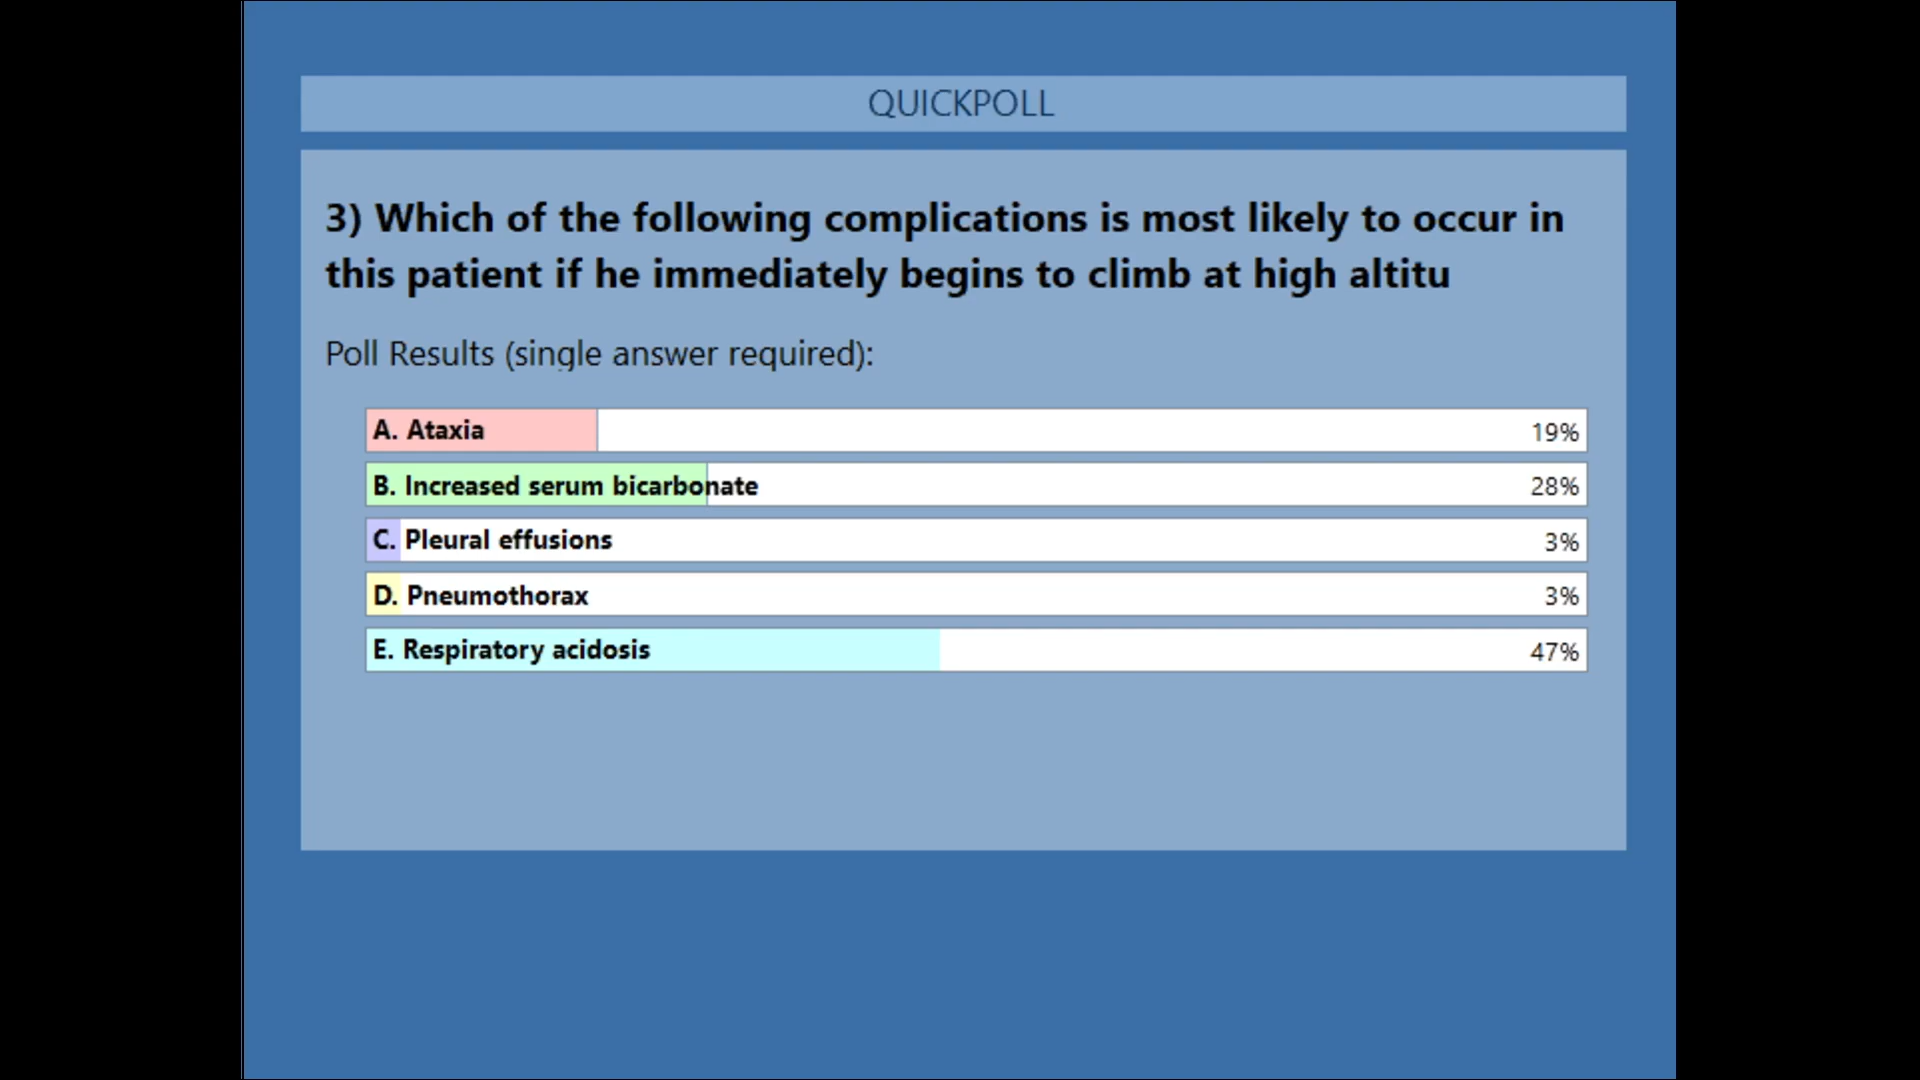 QUICKPOLL
3) Which of the following complications is most likely to occur in
this patient if he immediately begins to climb at high altitu
Poll Results (single answer required):
A. Ataxia 19%
B. Increased serum bicarbonate 28%
C. Pleural effusions 3%
D. Pneumothorax 3%
E. Respiratory acidosis 47%